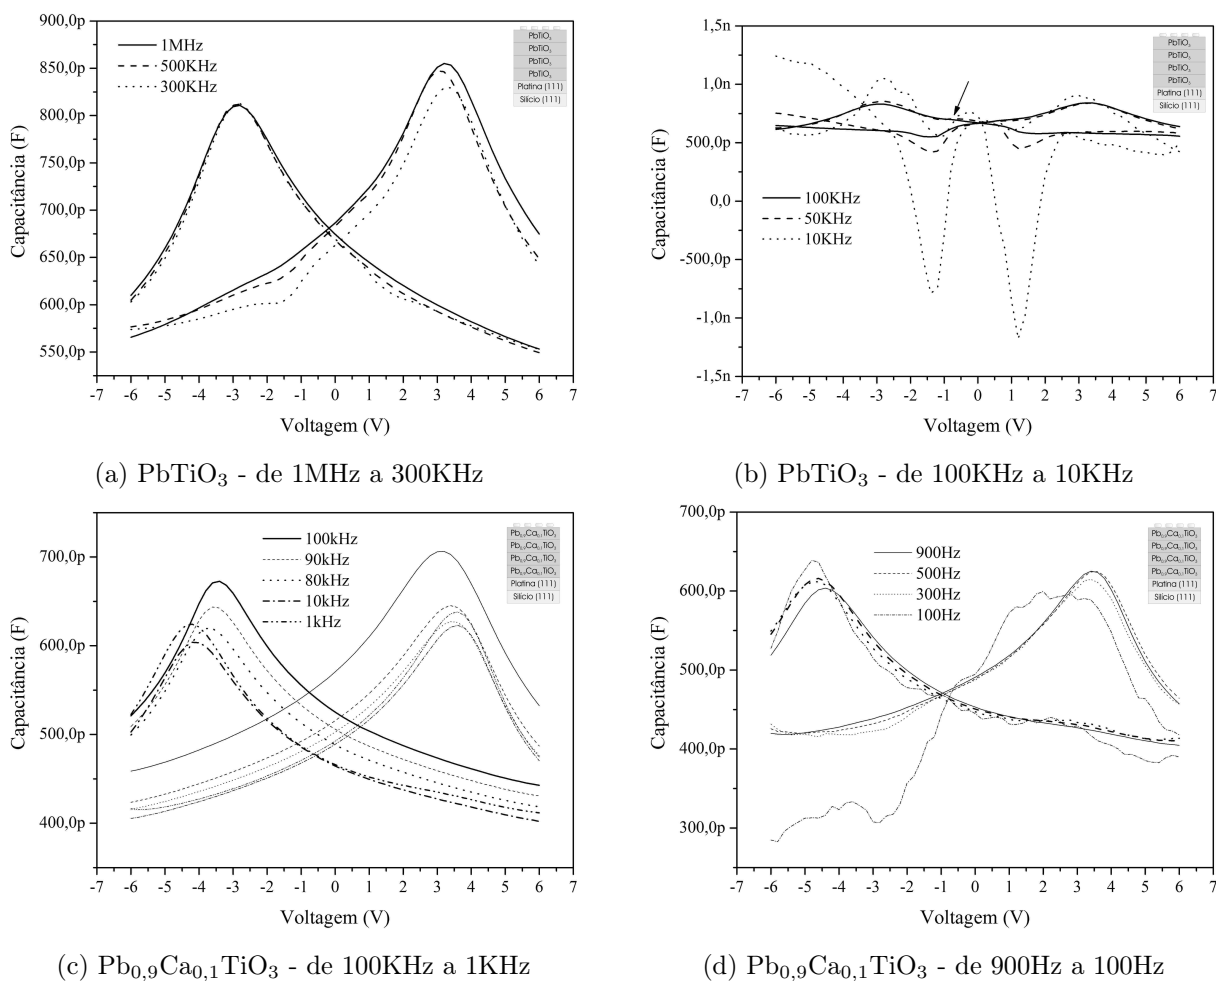 900,0p
850,0p
800,0p
750,0p
700,0p
650,0p
600,0p
550,0p
Capacitância (F)
1MHz
500KHz
300KHz
PbTiO₃
PbTiO₃
PbTiO₃
PbTiO₃
Platina (111)
Silício (111)
-7 -6 -5 -4 -3 -2 -1 0 1 2 3 4 5 6 7
Voltagem (V)
(a) PbTiO₃ - de 1MHz a 300KHz
1,5n
1,0n
500,0p
0,0
-500,0p
-1,0n
-1,5n
Capacitância (F)
100KHz
50KHz
10KHz
PbTiO₃
PbTiO₃
PbTiO₃
PbTiO₃
Platina (111)
Silício (111)
-7 -6 -5 -4 -3 -2 -1 0 1 2 3 4 5 6 7
Voltagem (V)
(b) PbTiO₃ - de 100KHz a 10KHz
700,0p
600,0p
500,0p
400,0p
Capacitância (F)
100kHz
90kHz
80kHz
10kHz
1kHz
Pb₀,₉Ca₀,₁TiO₃
Pb₀,₉Ca₀,₁TiO₃
Pb₀,₉Ca₀,₁TiO₃
Pb₀,₉Ca₀,₁TiO₃
Platina (111)
Silício (111)
-7 -6 -5 -4 -3 -2 -1 0 1 2 3 4 5 6 7
Voltagem (V)
(c) Pb₀,₉Ca₀,₁TiO₃ - de 100KHz a 1KHz
700,0p
600,0p
500,0p
400,0p
300,0p
Capacitância (F)
900Hz
500Hz
300Hz
100Hz
Pb₀,₉Ca₀,₁TiO₃
Pb₀,₉Ca₀,₁TiO₃
Pb₀,₉Ca₀,₁TiO₃
Pb₀,₉Ca₀,₁TiO₃
Platina (111)
Silício (111)
-7 -6 -5 -4 -3 -2 -1 0 1 2 3 4 5 6 7
Voltagem (V)
(d) Pb₀,₉Ca₀,₁TiO₃ - de 900Hz a 100Hz